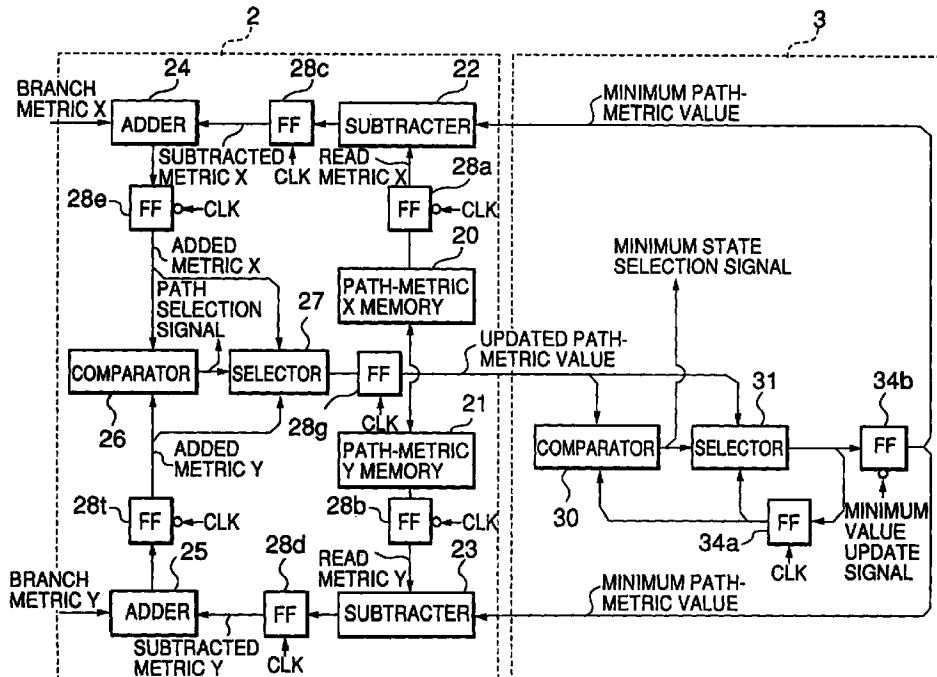 2
3
24
28c
22
BRANCH
METRIC X
ADDER
FF
SUBTRACTER
MINIMUM PATH-
METRIC VALUE
SUBTRACTED
METRIC X
CLK
READ
METRIC X
28a
28e
FF
CLK
FF
CLK
20
ADDED
METRIC X
PATH
SELECTION
SIGNAL
27
PATH-METRIC
X MEMORY
MINIMUM STATE
SELECTION SIGNAL
UPDATED PATH-
METRIC VALUE
COMPARATOR
SELECTOR
FF
26
28g
CLK
21
31
34b
ADDED
METRIC Y
PATH-METRIC
Y MEMORY
COMPARATOR
SELECTOR
FF
30
28t
FF
CLK
28b
FF
CLK
34a
FF
CLK
MINIMUM
VALUE
UPDATE
SIGNAL
25
28d
READ
METRIC Y
23
BRANCH
METRIC Y
ADDER
FF
SUBTRACTER
MINIMUM PATH-
METRIC VALUE
SUBTRACTED
METRIC Y
CLK